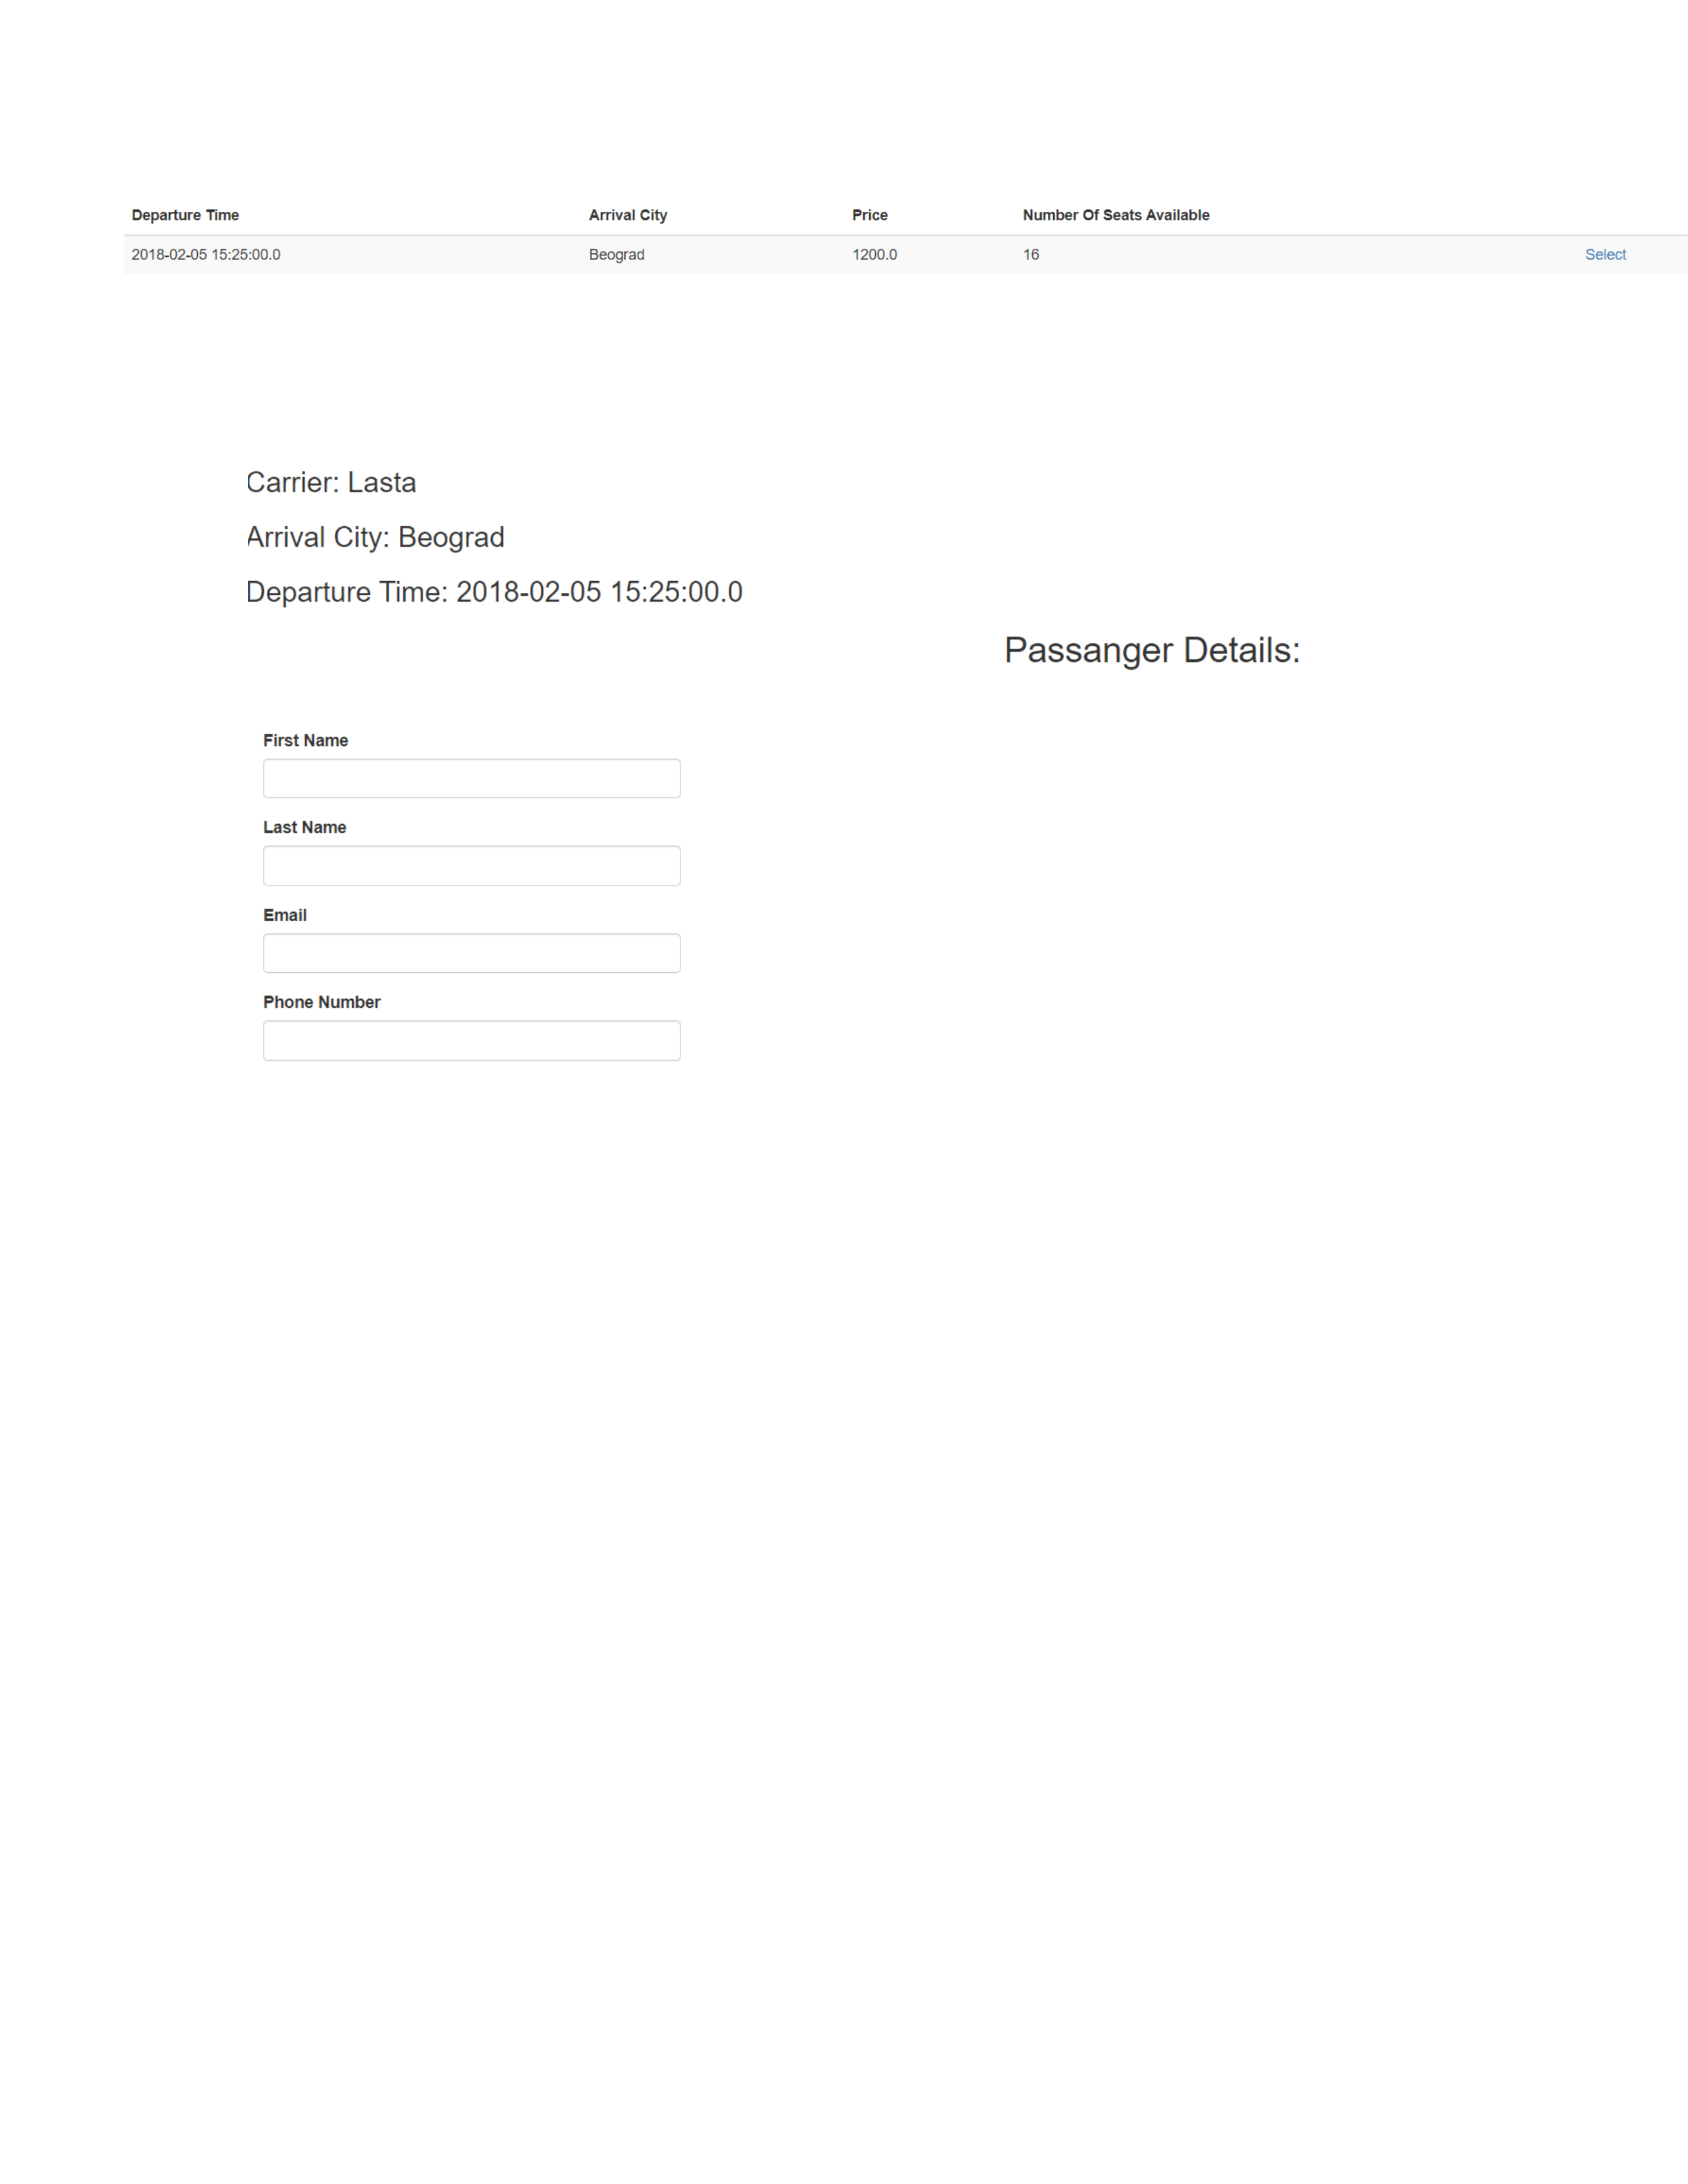 Departure Time Arrival City Price Number Of Seats Available
2018-02-05 15:25:00.0 Beograd 1200.0 16 Select
Carrier: Lasta
Arrival City: Beograd
Departure Time: 2018-02-05 15:25:00.0
Passanger Details:
First Name
Last Name
Email
Phone Number